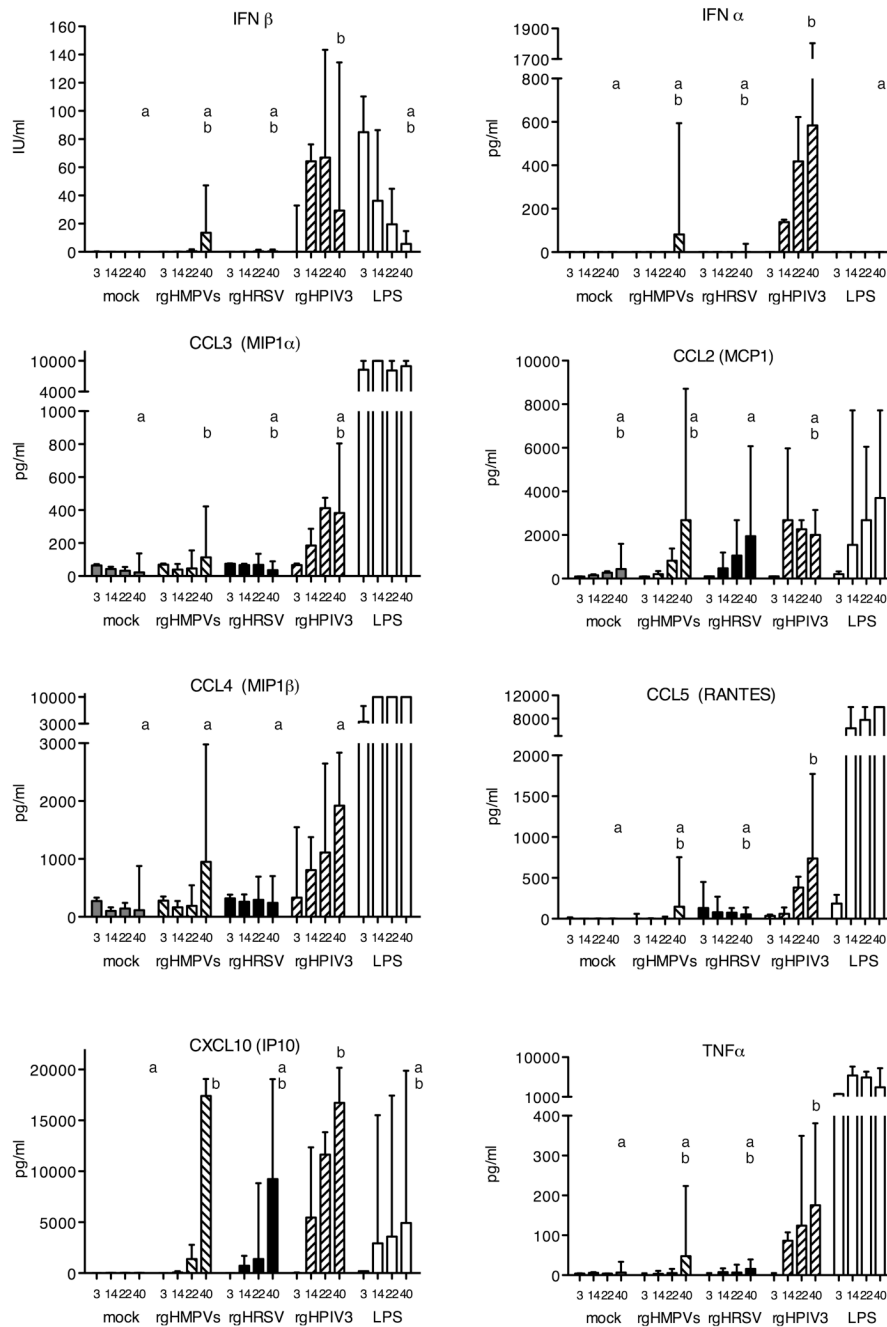 IFN β
160
140
120
100
80
60
40
20
0
IU/ml
b
a a a a
b b b
3 14 22 40 3 14 22 40 3 14 22 40 3 14 22 40 3 14 22 40
mock rgHMPVs rgHRSV rgHPIV3 LPS
IFN α
1900
1700
800
600
400
200
0
pg/ml
b
a a a a
b b
3 14 22 40 3 14 22 40 3 14 22 40 3 14 22 40 3 14 22 40
mock rgHMPVs rgHRSV rgHPIV3 LPS
CCL3 (MIP1α)
10000
4000
1000
800
600
400
200
0
pg/ml
a a a
b b b
3 14 22 40 3 14 22 40 3 14 22 40 3 14 22 40 3 14 22 40
mock rgHMPVs rgHRSV rgHPIV3 LPS
CCL2 (MCP1)
10000
8000
6000
4000
2000
0
pg/ml
a a a a
b b b
3 14 22 40 3 14 22 40 3 14 22 40 3 14 22 40 3 14 22 40
mock rgHMPVs rgHRSV rgHPIV3 LPS
CCL4 (MIP1β)
10000
3000
3000
2000
1000
0
pg/ml
a a a a
3 14 22 40 3 14 22 40 3 14 22 40 3 14 22 40 3 14 22 40
mock rgHMPVs rgHRSV rgHPIV3 LPS
CCL5 (RANTES)
12000
8000
2000
1500
1000
500
0
pg/ml
b
a a a
b b
3 14 22 40 3 14 22 40 3 14 22 40 3 14 22 40 3 14 22 40
mock rgHMPVs rgHRSV rgHPIV3 LPS
CXCL10 (IP10)
20000
15000
10000
5000
0
pg/ml
b
a a a
b b b
3 14 22 40 3 14 22 40 3 14 22 40 3 14 22 40 3 14 22 40
mock rgHMPVs rgHRSV rgHPIV3 LPS
TNFα
10000
1000
400
300
200
100
0
pg/ml
b
a a a
b b
3 14 22 40 3 14 22 40 3 14 22 40 3 14 22 40 3 14 22 40
mock rgHMPVs rgHRSV rgHPIV3 LPS